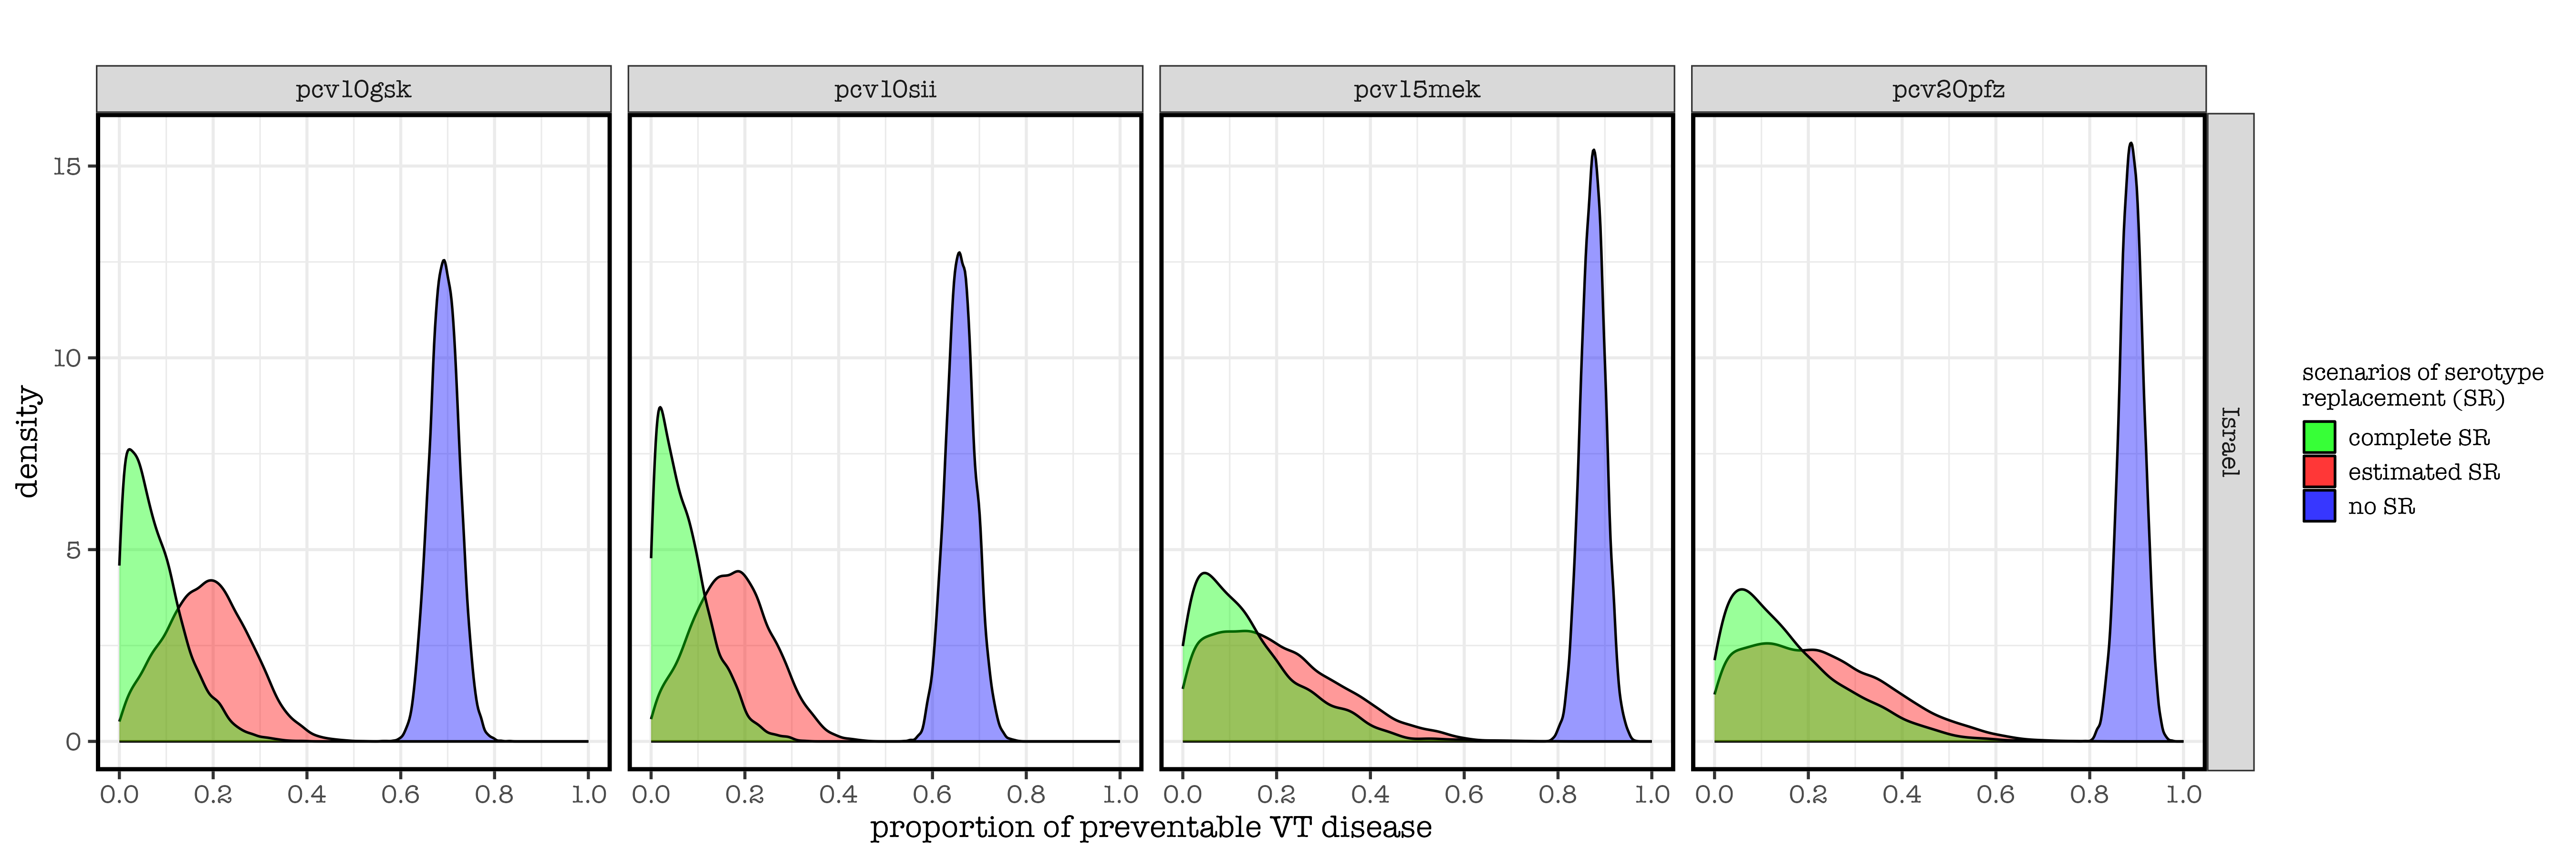 pcv10gsk
pcv10sii
pcv15mek
pcv20pfz
Israel
density
15
10
5
0
0.0 0.2 0.4 0.6 0.8 1.0
0.0 0.2 0.4 0.6 0.8 1.0
0.0 0.2 0.4 0.6 0.8 1.0
0.0 0.2 0.4 0.6 0.8 1.0
proportion of preventable VT disease
scenarios of serotype
replacement (SR)
complete SR
estimated SR
no SR